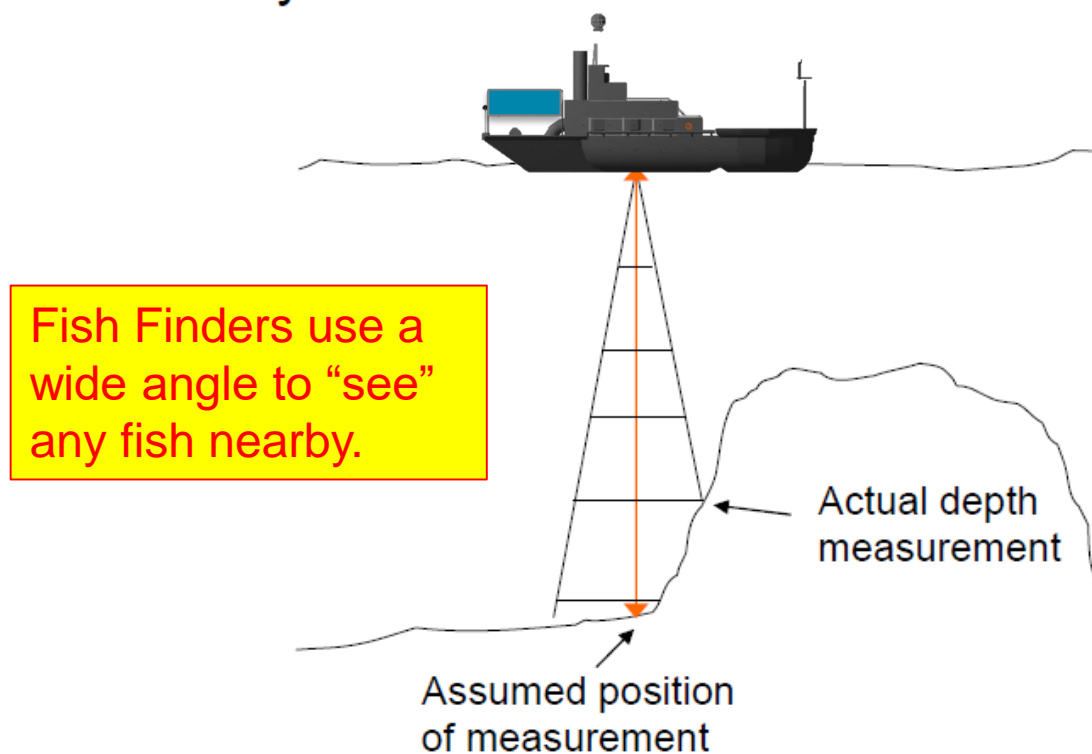 Fish Finders use a
wide angle to “see”
any fish nearby.
Actual depth
measurement
Assumed position
of measurement